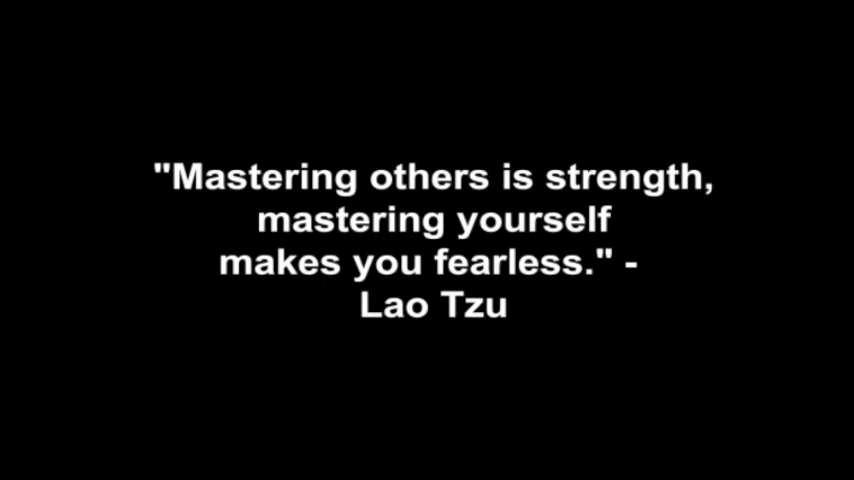 "Mastering others is strength,
mastering yourself
makes you fearless." -
Lao Tzu